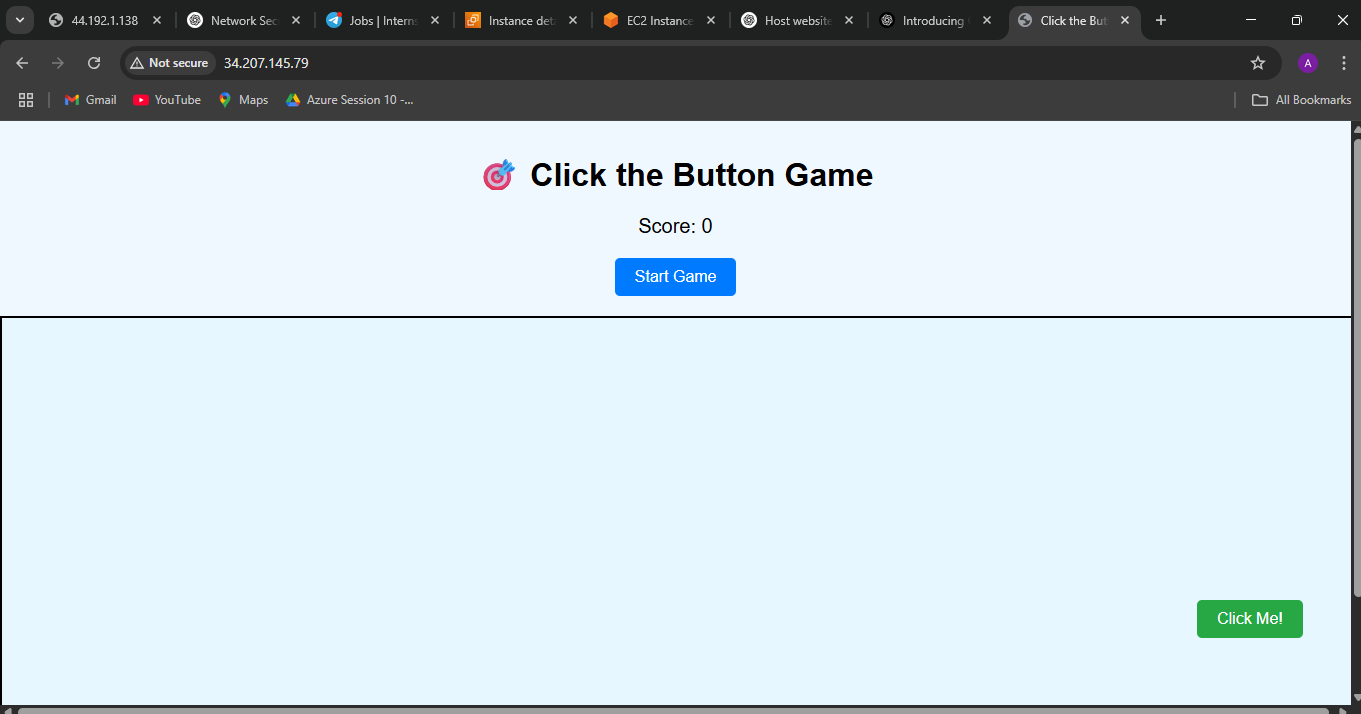 44.192.1.138
Network Sec
Jobs | Interns
Instance deta
EC2 Instance
Host website
Introducing
Click the But
Not secure
34.207.145.79
A
Gmail
YouTube
Maps
Azure Session 10 -...
All Bookmarks
Click the Button Game
Score: 0
Start Game
Click Me!